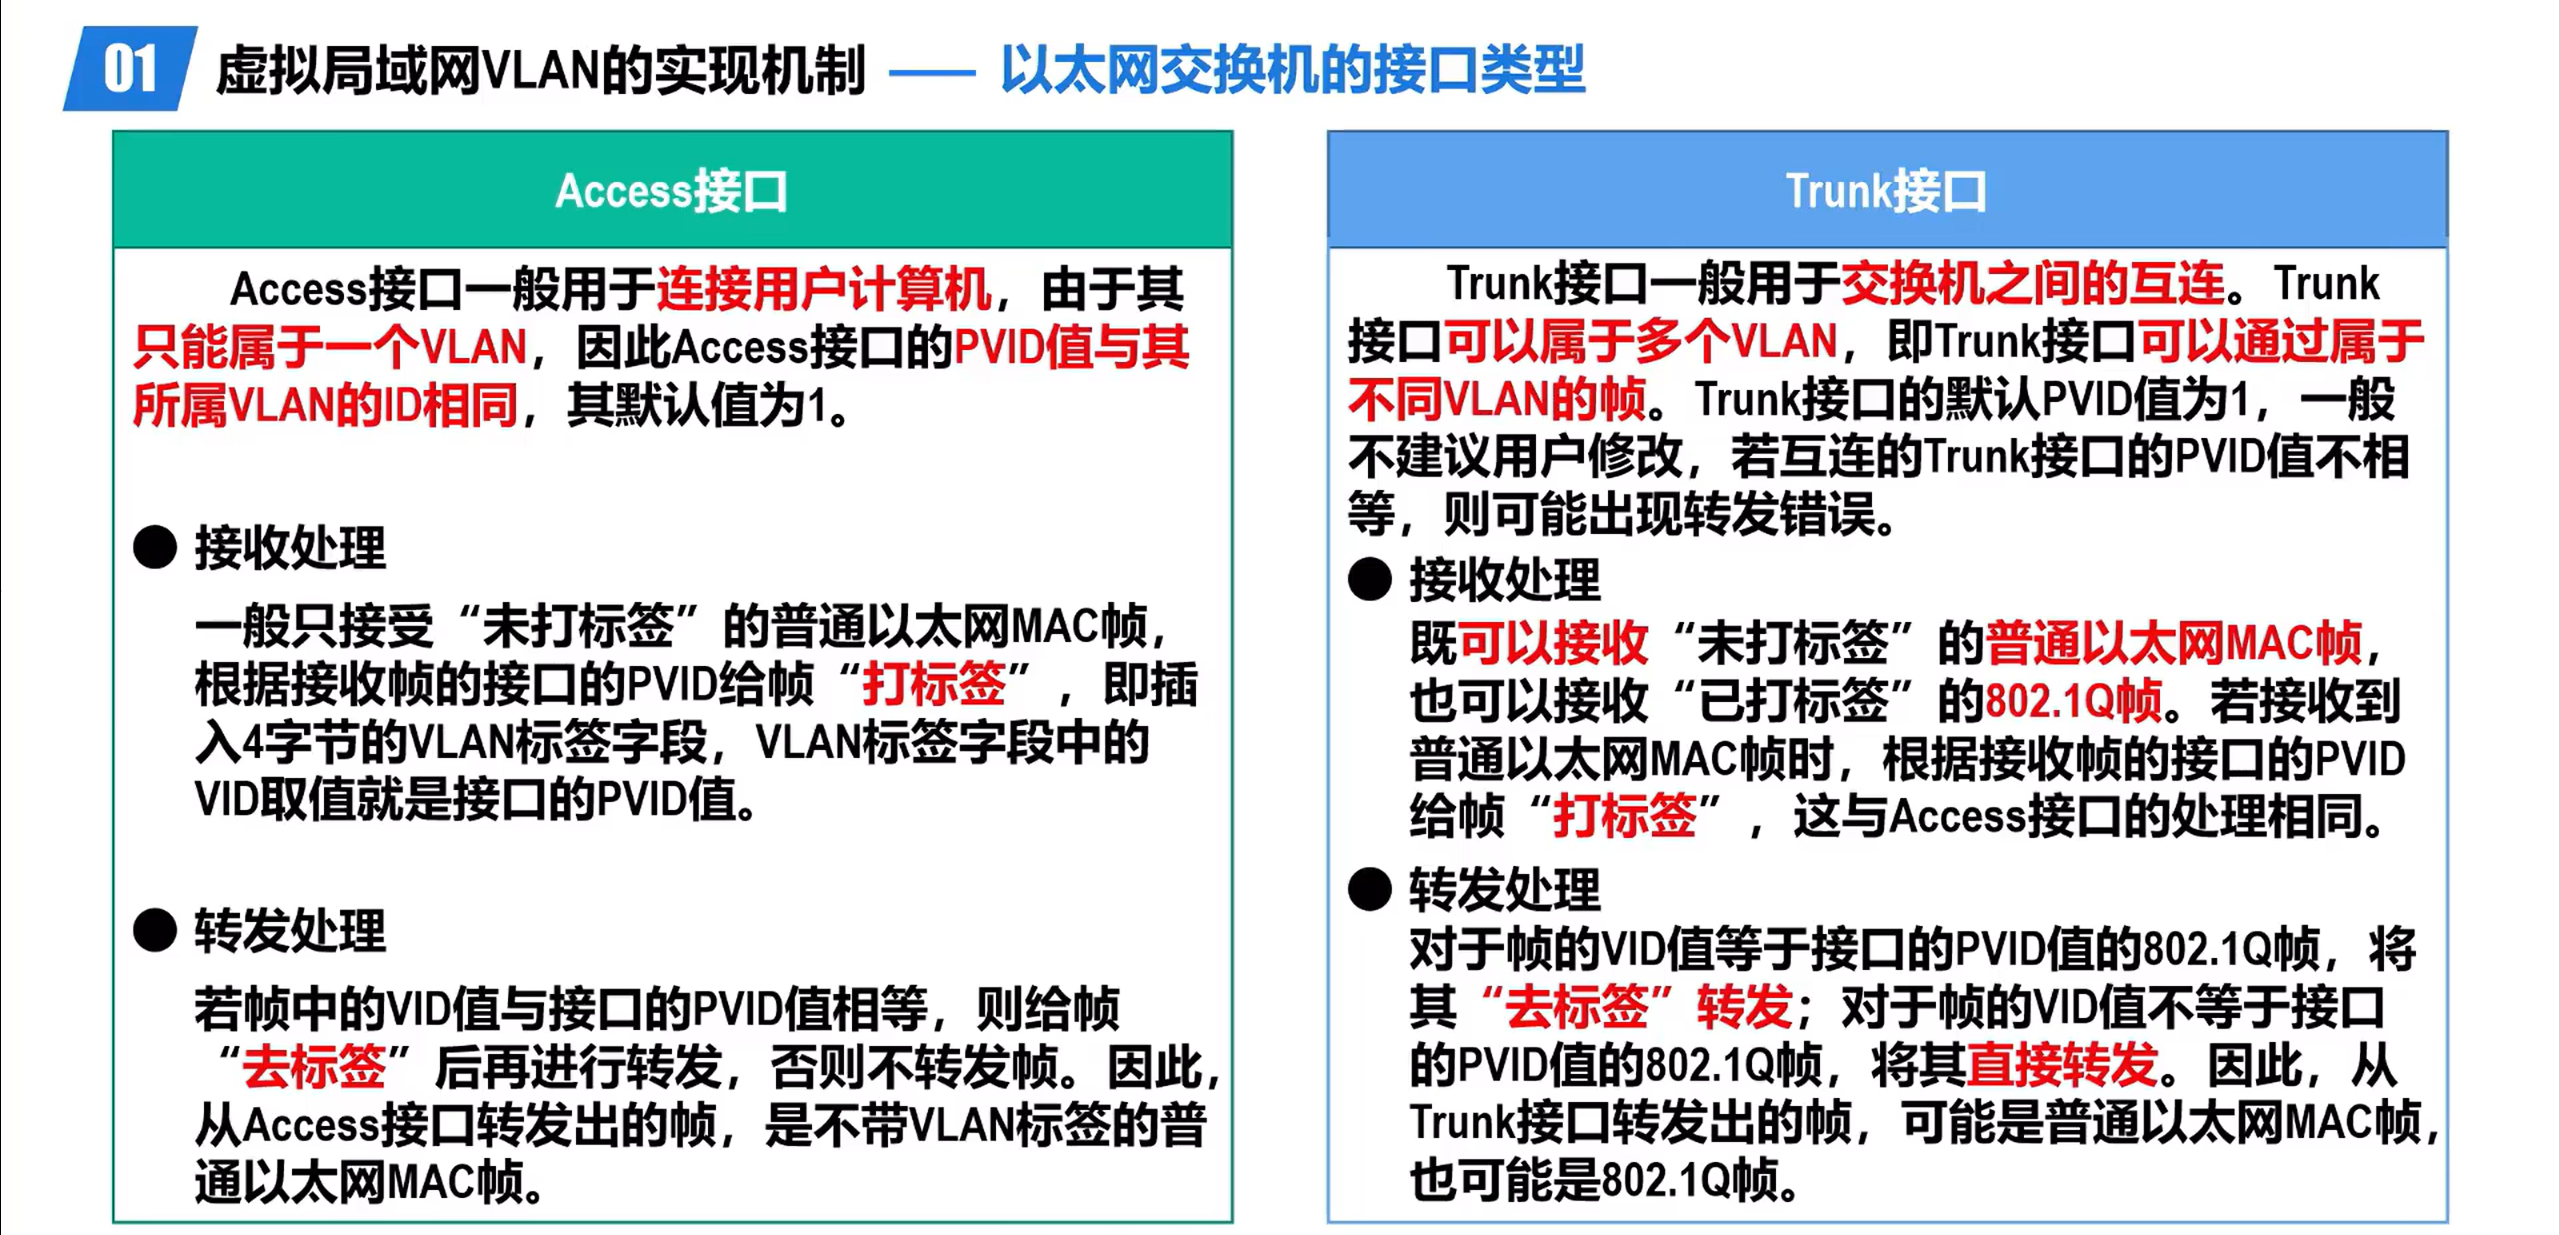 01 虚拟局域网VLAN的实现机制 —— 以太网交换机的接口类型
Access接口
Access接口一般用于连接用户计算机，由于其
只能属于一个VLAN，因此Access接口的PVID值与其
所属VLAN的ID相同，其默认值为1。
● 接收处理
一般只接受“未打标签”的普通以太网MAC帧，
根据接收帧的接口的PVID给帧“打标签”，即插
入4字节的VLAN标签字段，VLAN标签字段中的
VID取值就是接口的PVID值。
● 转发处理
若帧中的VID值与接口的PVID值相等，则给帧
“去标签”后再进行转发，否则不转发帧。因此，
从Access接口转发出的帧，是不带VLAN标签的普
通以太网MAC帧。
Trunk接口
Trunk接口一般用于交换机之间的互连。Trunk
接口可以属于多个VLAN，即Trunk接口可以通过属于
不同VLAN的帧。Trunk接口的默认PVID值为1，一般
不建议用户修改，若互连的Trunk接口的PVID值不相
等，则可能出现转发错误。
● 接收处理
既可以接收“未打标签”的普通以太网MAC帧，
也可以接收“已打标签”的802.1Q帧。若接收到
普通以太网MAC帧时，根据接收帧的接口的PVID
给帧“打标签”，这与Access接口的处理相同。
● 转发处理
对于帧的VID值等于接口的PVID值的802.1Q帧，将
其“去标签”转发；对于帧的VID值不等于接口
的PVID值的802.1Q帧，将其直接转发。因此，从
Trunk接口转发出的帧，可能是普通以太网MAC帧，
也可能是802.1Q帧。